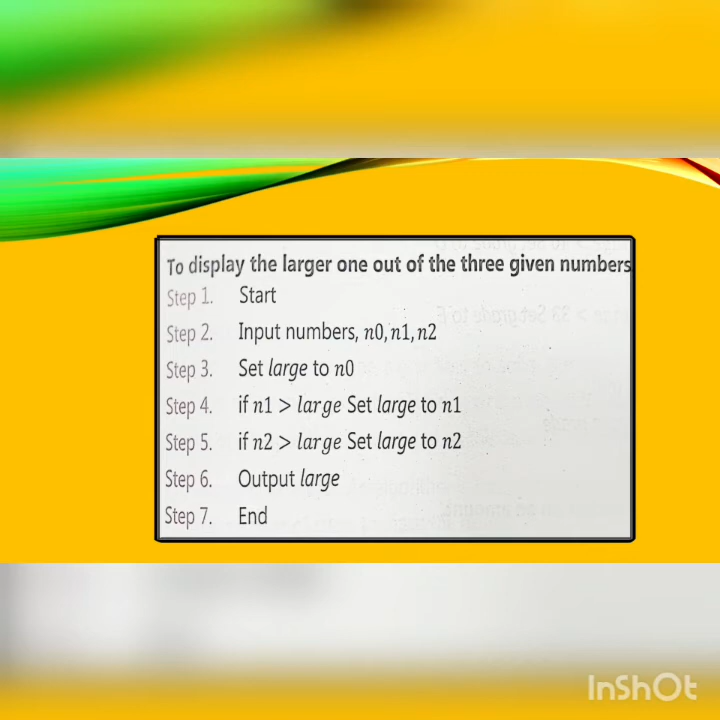 To display the larger one out of the three given numbers
Step 1. Start
Step 2. Input numbers, n0, n1, n2
Step 3. Set large to n0
Step 4. if n1 > large Set large to n1
Step 5. if n2 > large Set large to n2
Step 6. Output large
Step 7. End
InShOt